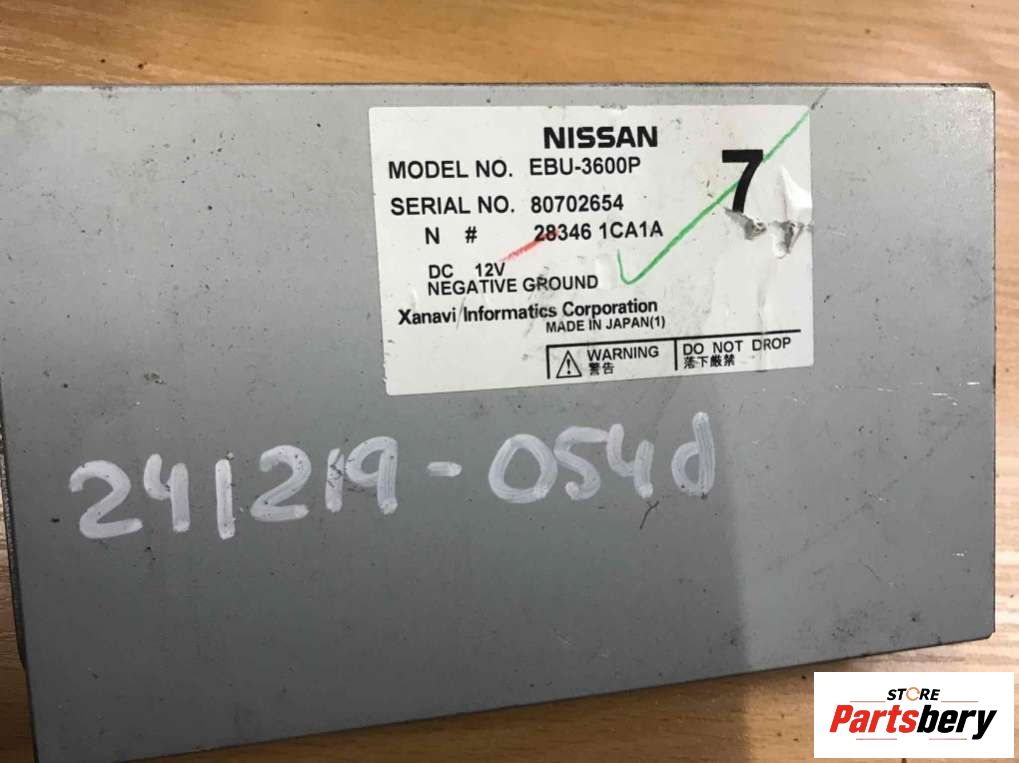 NISSAN
MODEL NO. EBU-3600P
7
SERIAL NO. 80702654
N # 28346 1CA1A
DC 12V
NEGATIVE GROUND
Xanavi Informatics Corporation
MADE IN JAPAN(1)
WARNING
警告
DO NOT DROP
落下厳禁
241219-054d
STORE
Partsbery